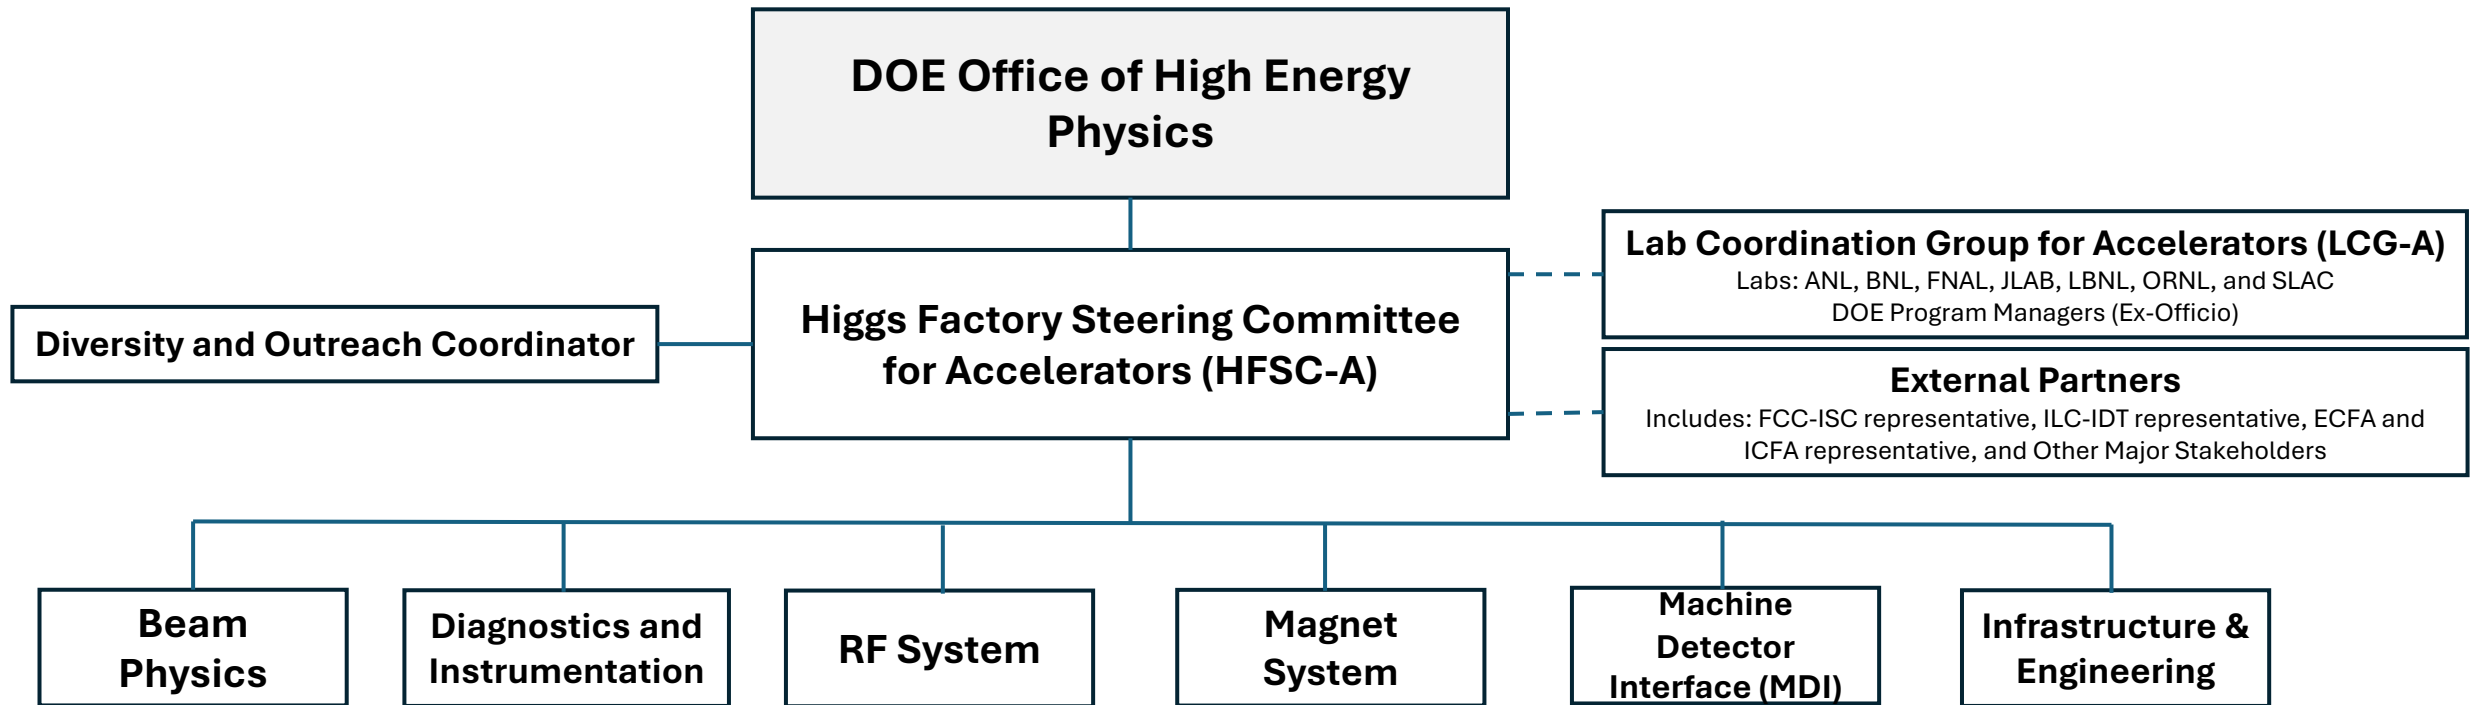 DOE Office of High Energy
Physics
Lab Coordination Group for Accelerators (LCG-A)
Labs: ANL, BNL, FNAL, JLAB, LBNL, ORNL, and SLAC
DOE Program Managers (Ex-Officio)
Diversity and Outreach Coordinator
Higgs Factory Steering Committee
for Accelerators (HFSC-A)
External Partners
Includes: FCC-ISC representative, ILC-IDT representative, ECFA and
ICFA representative, and Other Major Stakeholders
Beam
Physics
Diagnostics and
Instrumentation
RF System
Magnet
System
Machine
Detector
Interface (MDI)
Infrastructure &
Engineering